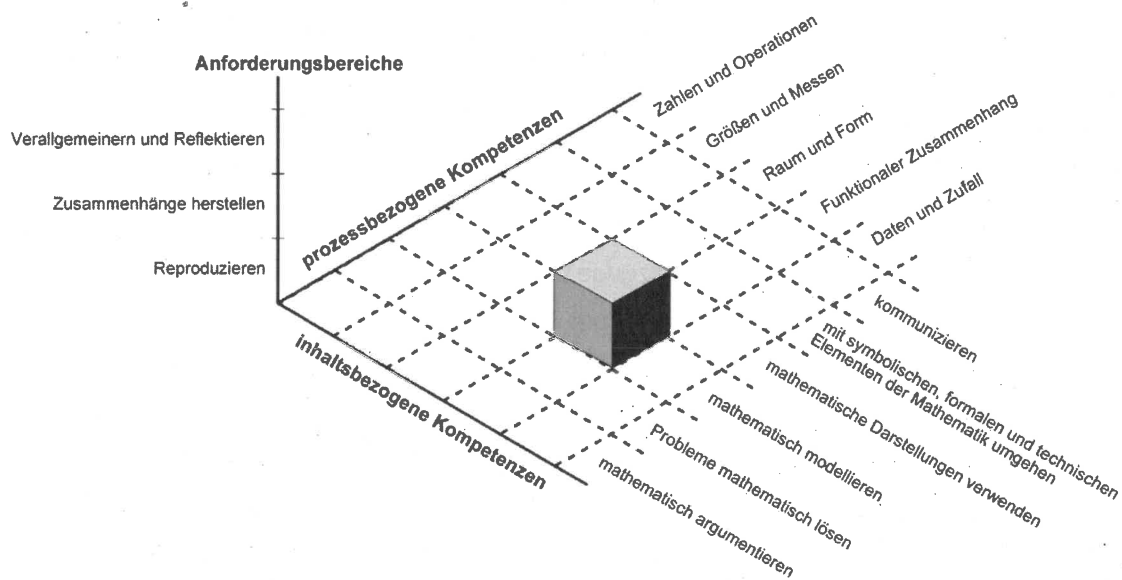 Anforderungsbereiche
Verallgemeinern und Reflektieren
Zusammenhänge herstellen
Reproduzieren
prozessbezogene Kompetenzen
inhaltsbezogene Kompetenzen
Zahlen und Operationen
Größen und Messen
Raum und Form
Funktionaler Zusammenhang
Daten und Zufall
kommunizieren
mit symbolischen, formalen und technischen
Elementen der Mathematik umgehen
mathematische Darstellungen verwenden
mathematisch modellieren
Probleme mathematisch lösen
mathematisch argumentieren